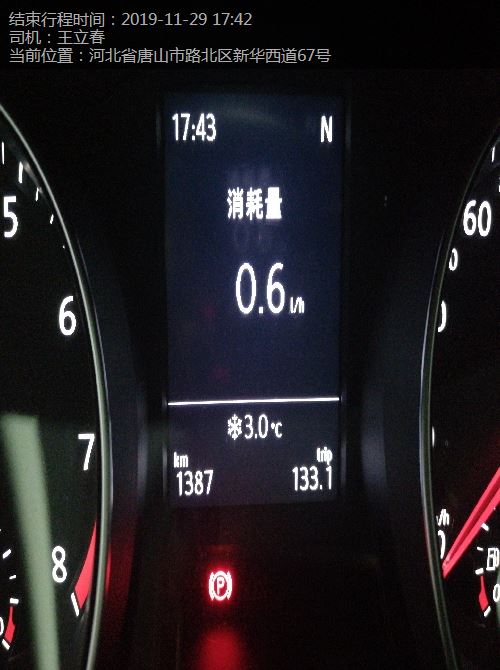 结束行程时间：2019-11-29 17:42
司机：王立春
当前位置：河北省唐山市路北区新华西道67号
17:43 N
消耗量
0.6 l/h
3.0°C
km trip
1387 133.1
5
6
7
8
60
P